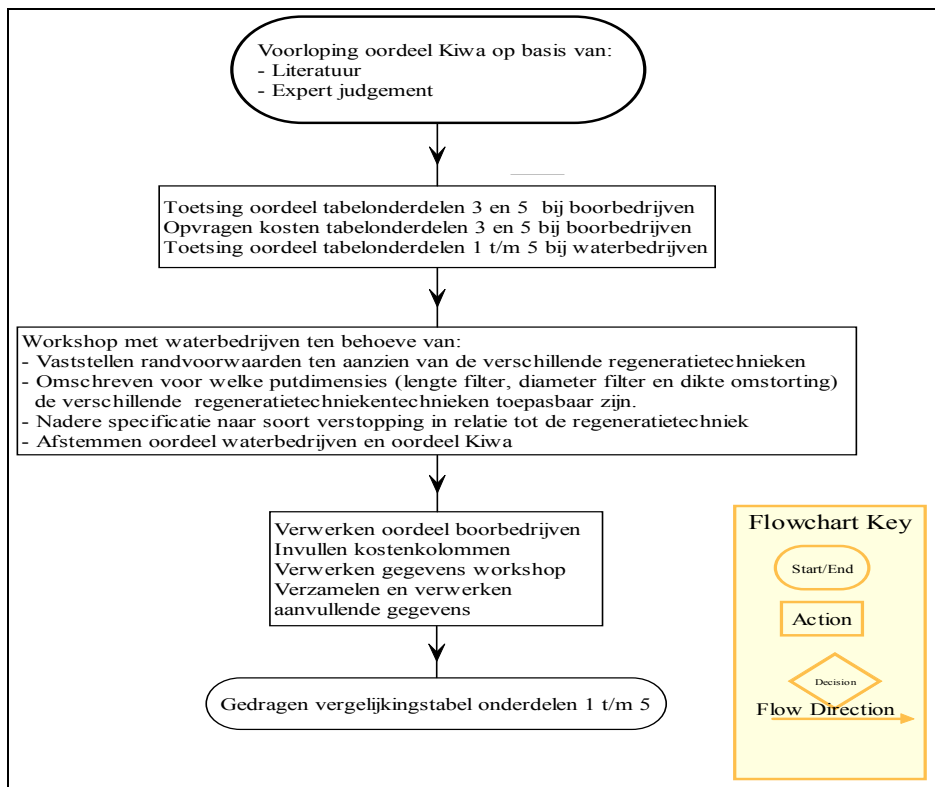 Voorloping oordeel Kiwa op basis van:
- Literatuur
- Expert judgement
Toetsing oordeel tabelonderdelen 3 en 5 bij boorbedrijven
Opvragen kosten tabelonderdelen 3 en 5 bij boorbedrijven
Toetsing oordeel tabelonderdelen 1 t/m 5 bij waterbedrijven
Workshop met waterbedrijven ten behoeve van:
- Vaststellen randvoorwaarden ten aanzien van de verschillende regeneratietechnieken
- Omschreven voor welke putdimensies (lengte filter, diameter filter en dikte omstorting)
de verschillende regeneratietechniekentechnieken toepasbaar zijn.
- Nadere specificatie naar soort verstopping in relatie tot de regeneratietechniek
- Afstemmen oordeel waterbedrijven en oordeel Kiwa
Verwerken oordeel boorbedrijven
Invullen kostenkolommen
Verwerken gegevens workshop
Verzamelen en verwerken
aanvullende gegevens
Gedragen vergelijkingstabel onderdelen 1 t/m 5
Flowchart Key
Start/End
Action
Decision
Flow Direction